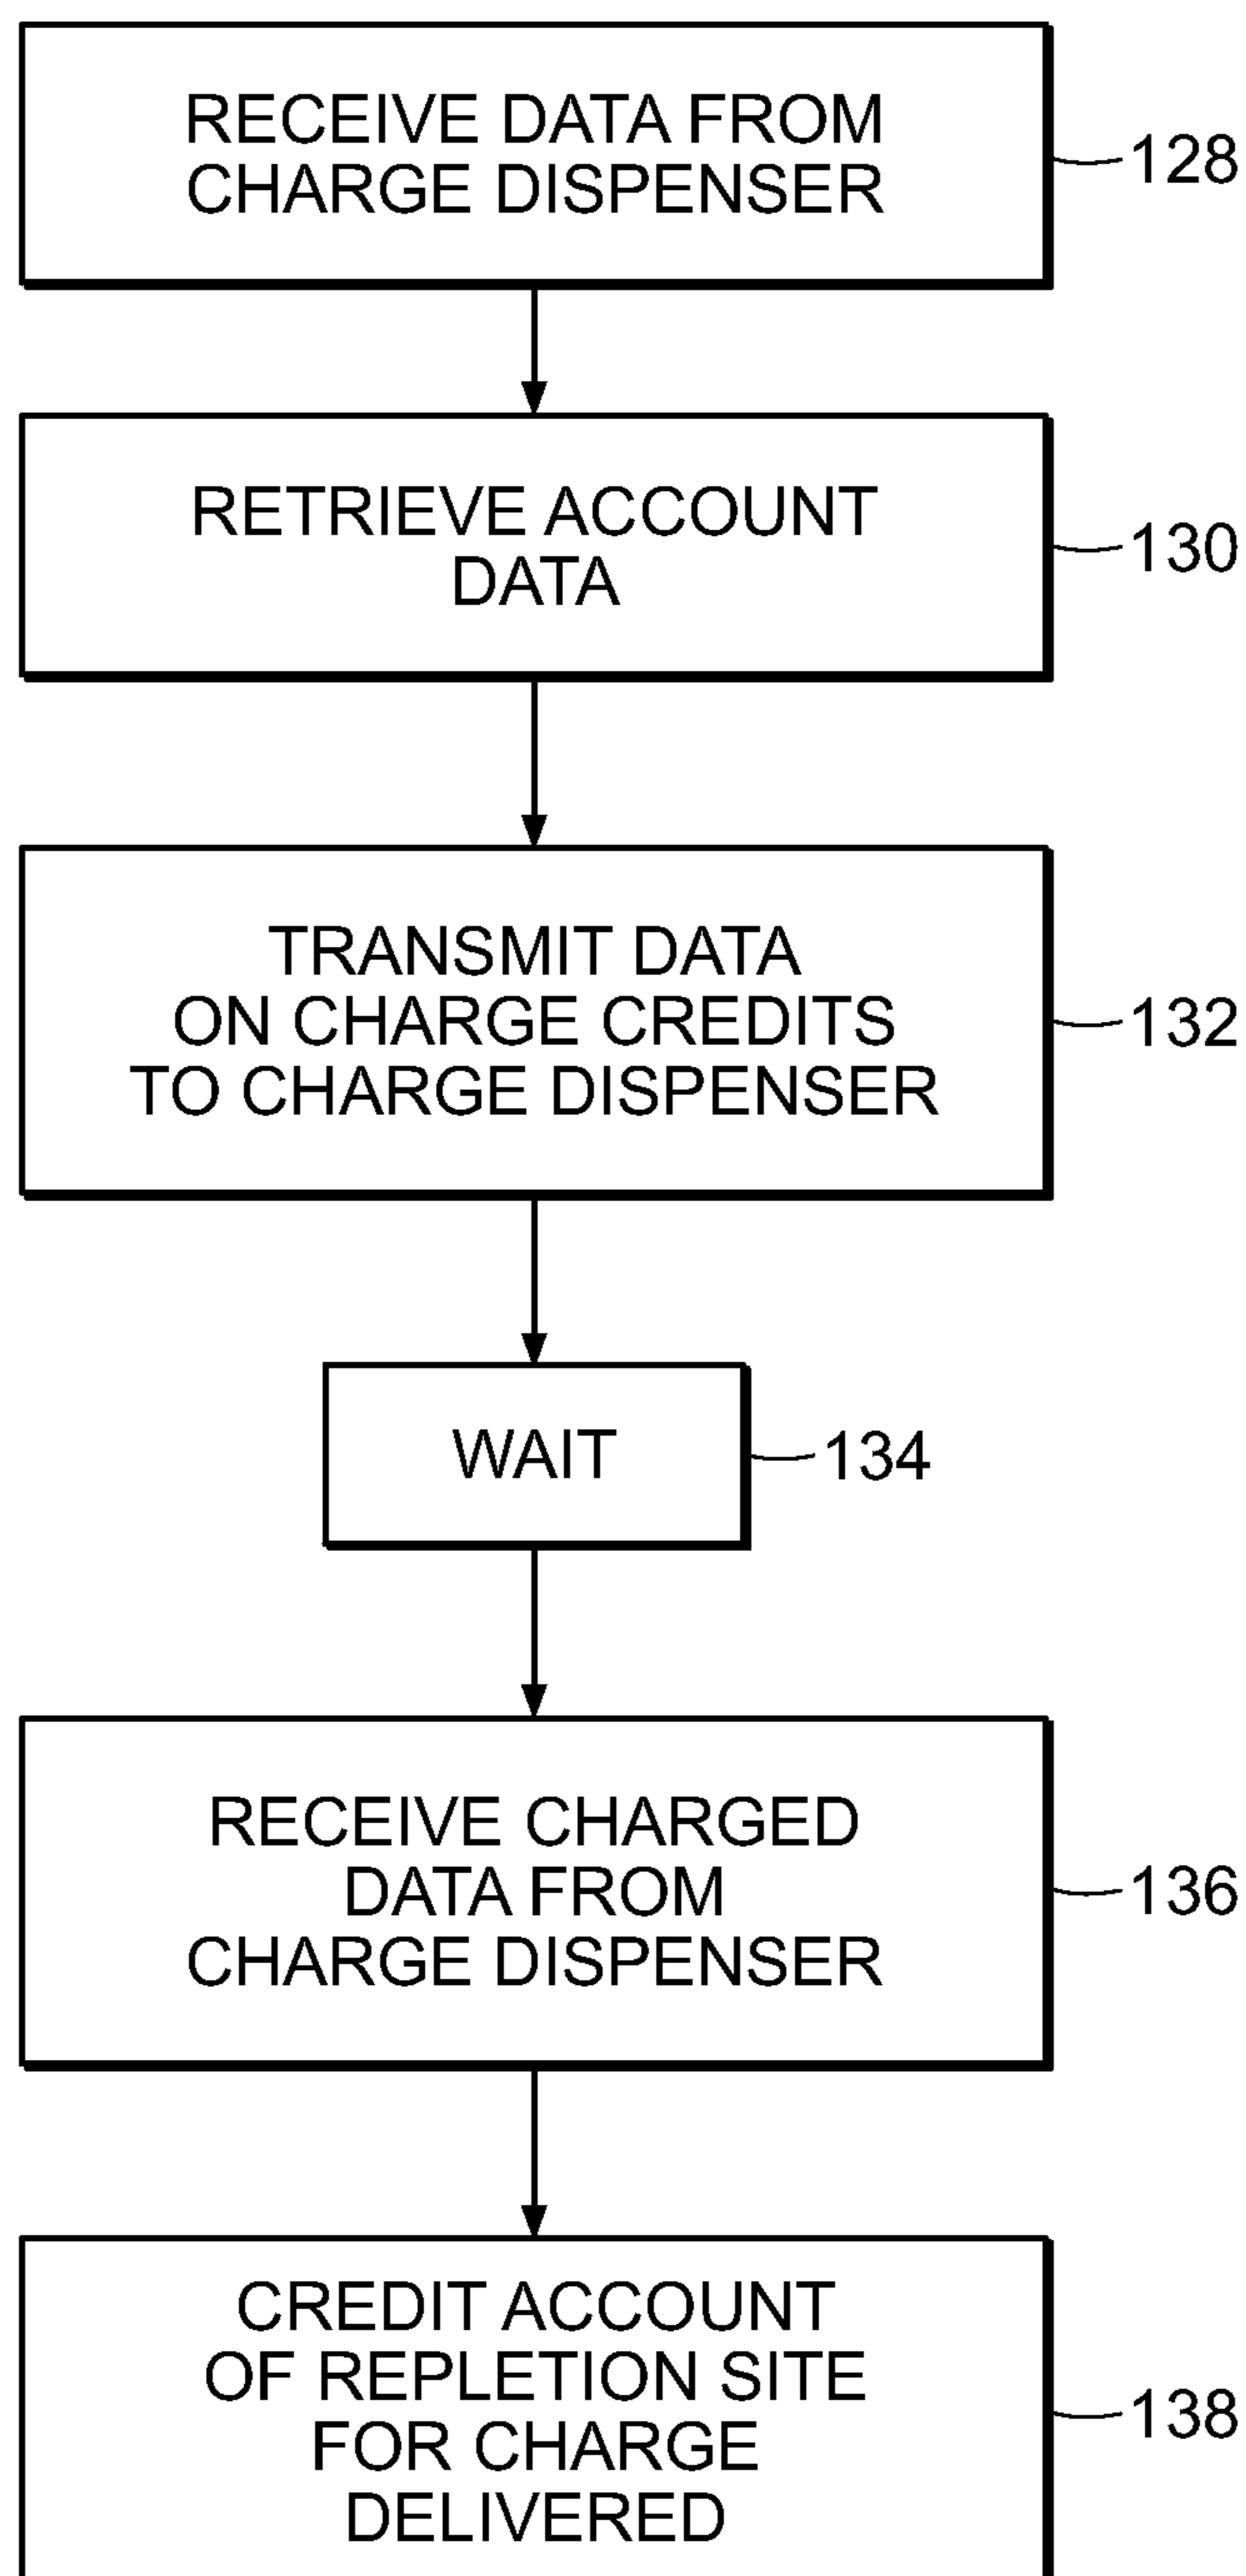 RECEIVE DATA FROM
CHARGE DISPENSER
128
RETRIEVE ACCOUNT
DATA
130
TRANSMIT DATA
ON CHARGE CREDITS
TO CHARGE DISPENSER
132
WAIT
134
RECEIVE CHARGED
DATA FROM
CHARGE DISPENSER
136
CREDIT ACCOUNT
OF REPLETION SITE
FOR CHARGE
DELIVERED
138